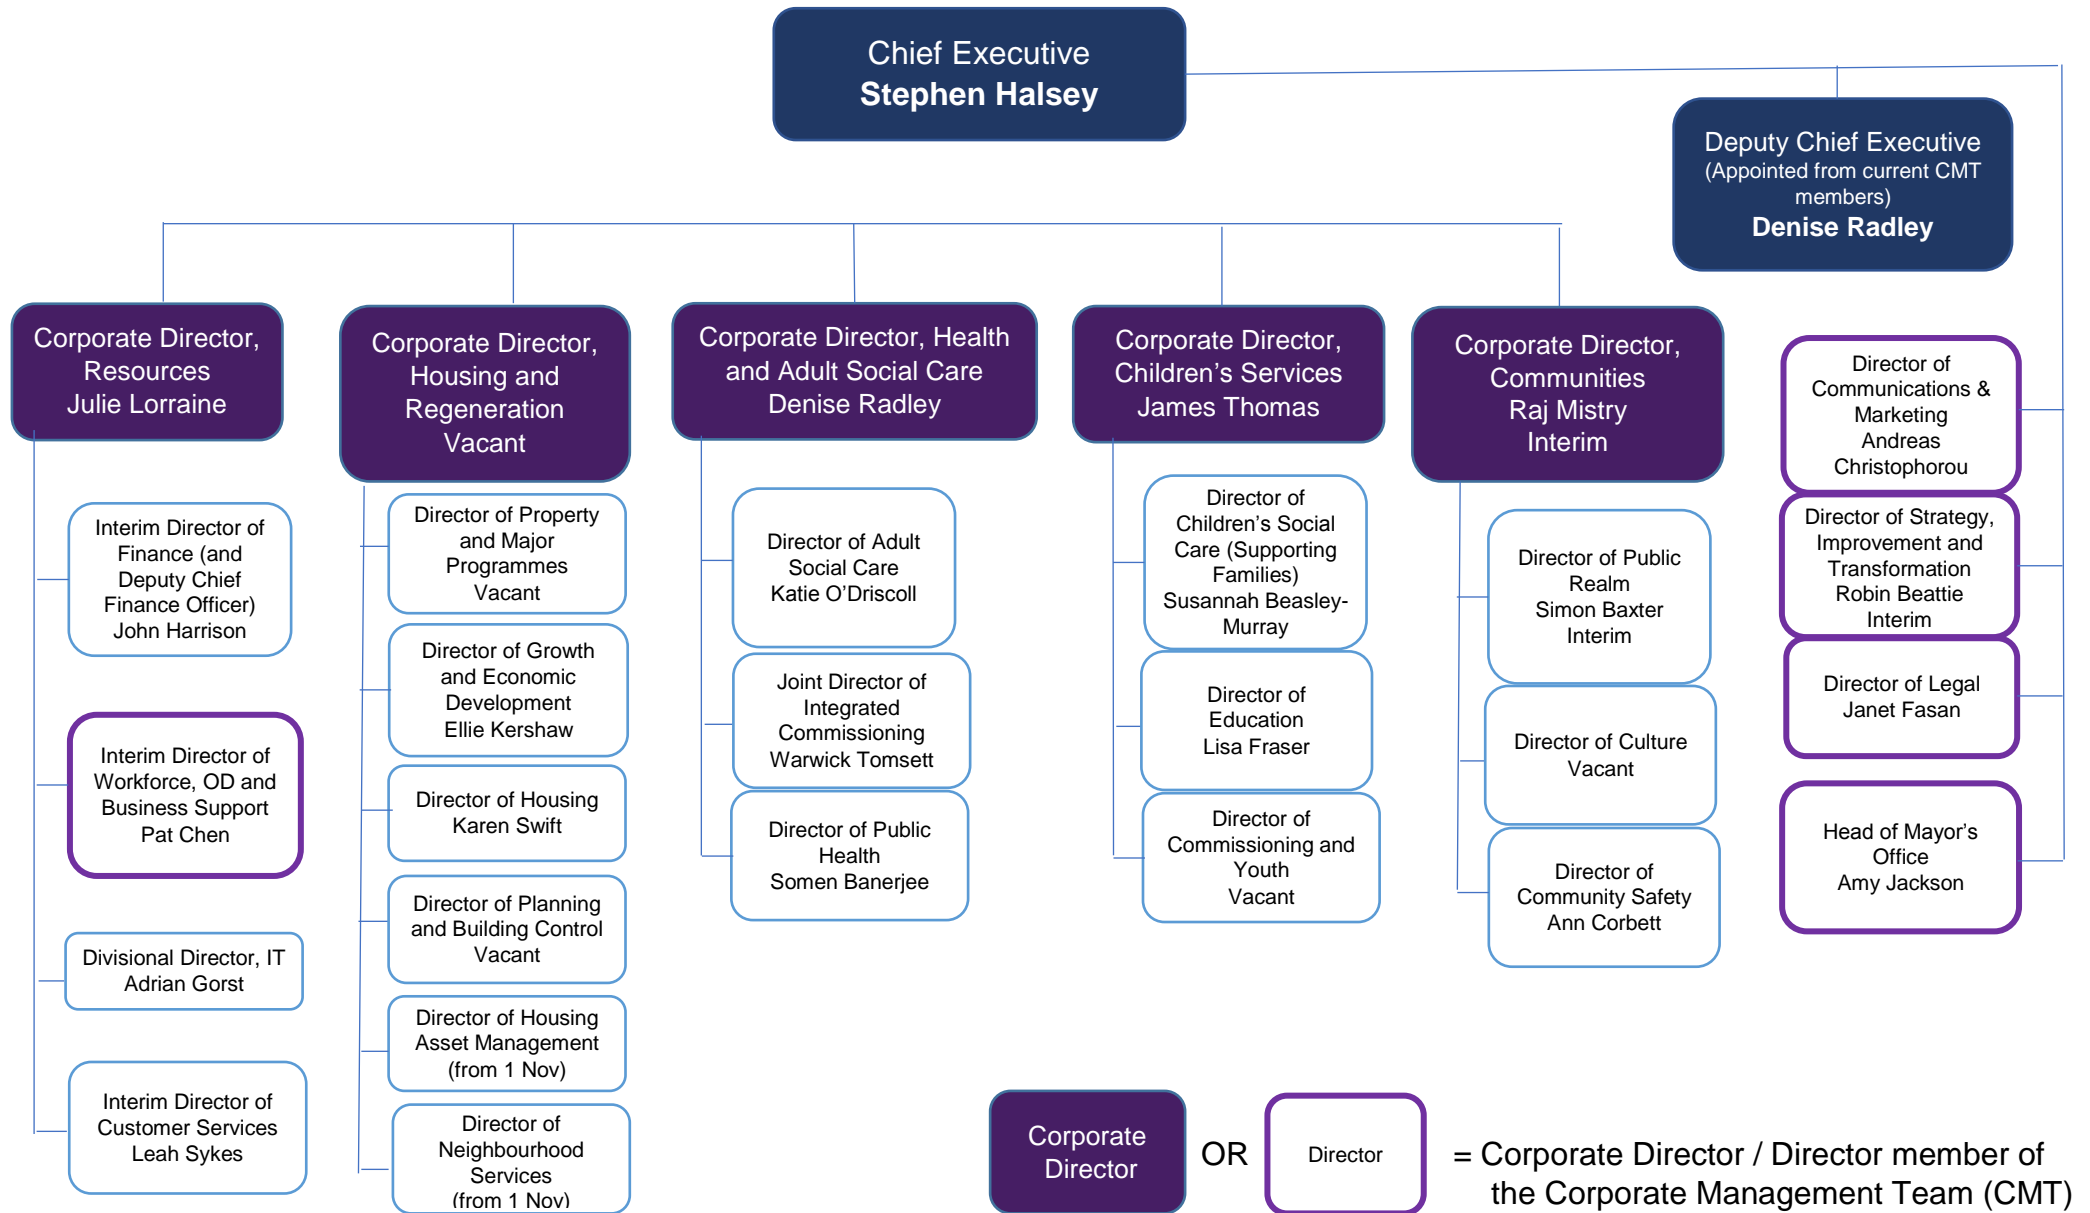 Chief Executive
Stephen Halsey
Deputy Chief Executive
(Appointed from current CMT
members)
Denise Radley
Corporate Director,
Resources
Julie Lorraine
Interim Director of
Finance (and
Deputy Chief
Finance Officer)
John Harrison
Interim Director of
Workforce, OD and
Business Support
Pat Chen
Divisional Director, IT
Adrian Gorst
Interim Director of
Customer Services
Leah Sykes
Corporate Director,
Housing and
Regeneration
Vacant
Director of Property
and Major
Programmes
Vacant
Director of Growth
and Economic
Development
Ellie Kershaw
Director of Housing
Karen Swift
Director of Planning
and Building Control
Vacant
Director of Housing
Asset Management
(from 1 Nov)
Director of
Neighbourhood
Services
(from 1 Nov)
Corporate Director, Health
and Adult Social Care
Denise Radley
Director of Adult
Social Care
Katie O’Driscoll
Joint Director of
Integrated
Commissioning
Warwick Tomsett
Director of Public
Health
Somen Banerjee
Corporate Director,
Children’s Services
James Thomas
Director of
Children’s Social
Care (Supporting
Families)
Susannah Beasley-
Murray
Director of
Education
Lisa Fraser
Director of
Commissioning and
Youth
Vacant
Corporate Director,
Communities
Raj Mistry
Interim
Director of Public
Realm
Simon Baxter
Interim
Director of Culture
Vacant
Director of
Community Safety
Ann Corbett
Director of
Communications &
Marketing
Andreas
Christophorou
Director of Strategy,
Improvement and
Transformation
Robin Beattie
Interim
Director of Legal
Janet Fasan
Head of Mayor’s
Office
Amy Jackson
Corporate
Director
OR
Director
= Corporate Director / Director member of
the Corporate Management Team (CMT)